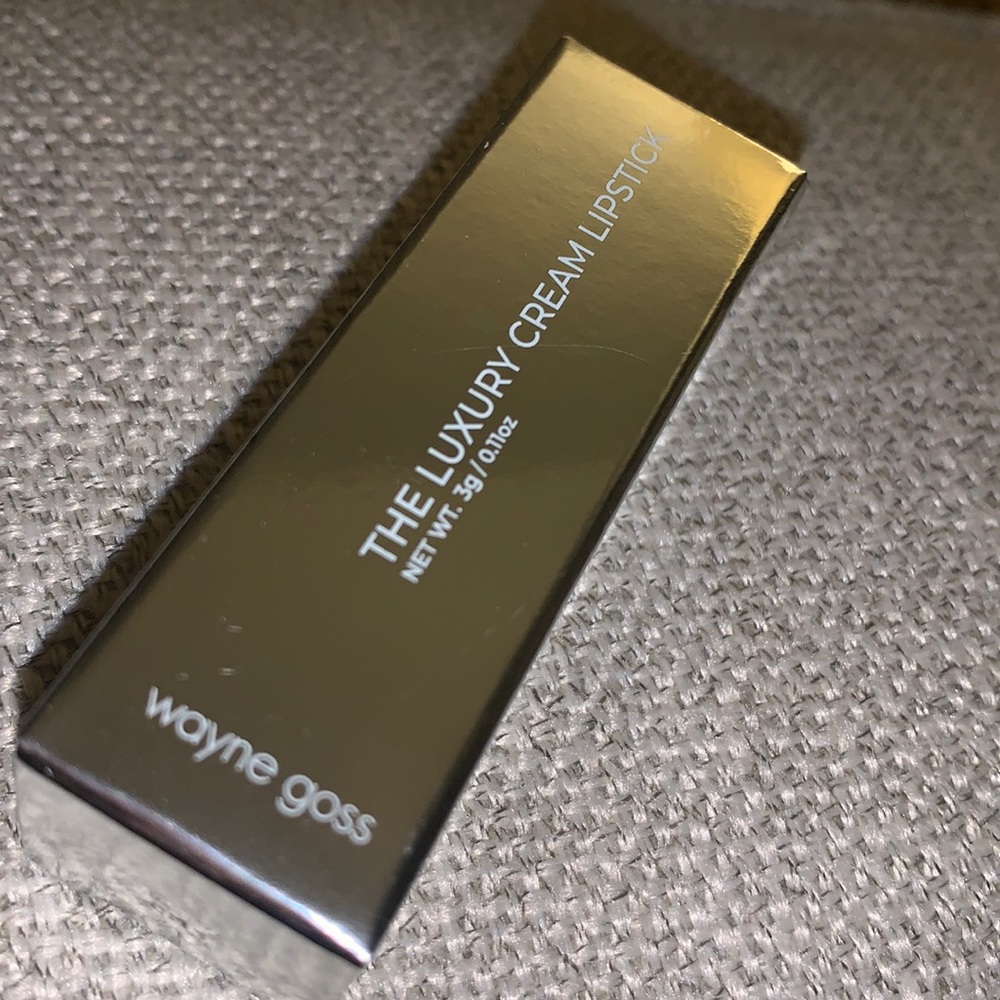 THE LUXURY CREAM LIPSTICK
NET WT. 3g / 0.11oz
wayne goss